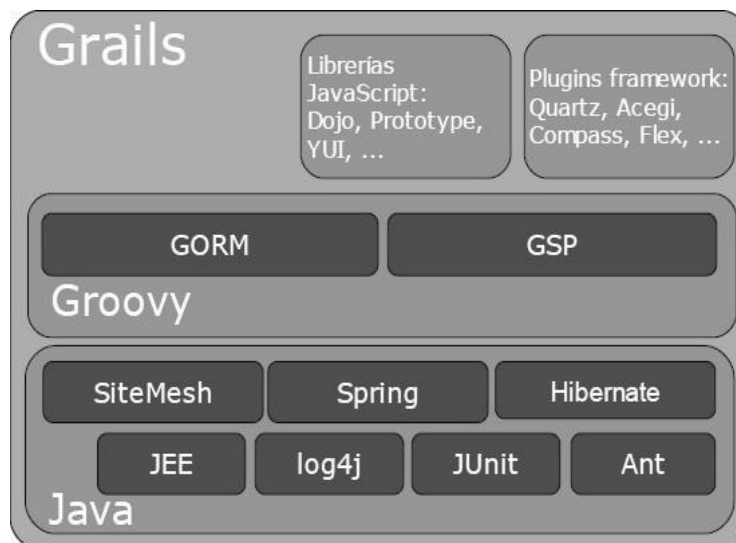 Grails
Librerías
JavaScript:
Dojo, Prototype,
YUI, ...
Plugins framework:
Quartz, Acegi,
Compass, Flex, ...
GORM
GSP
Groovy
SiteMesh
Spring
Hibernate
JEE
log4j
JUnit
Ant
Java